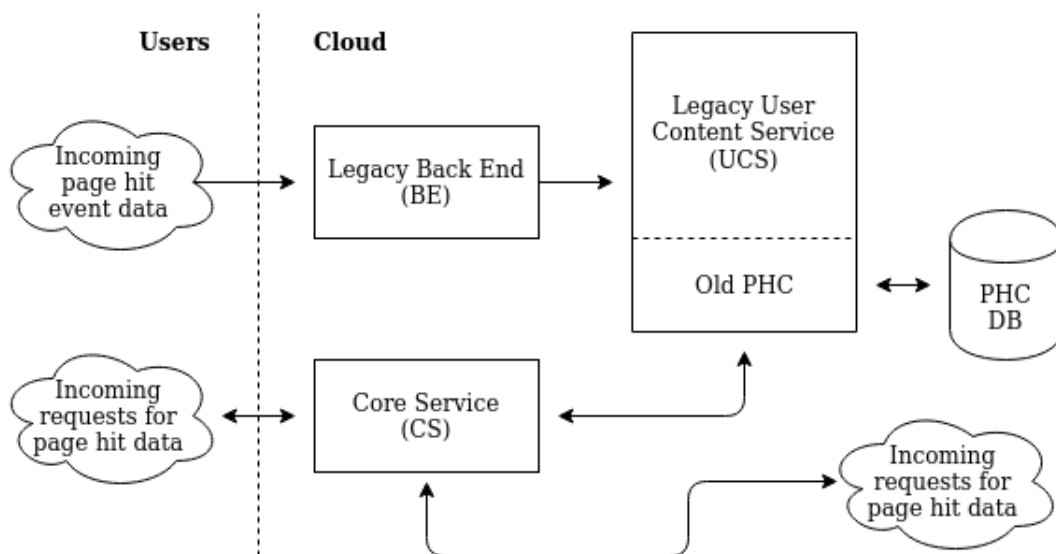 Users
Cloud
Incoming
page hit
event data
Legacy Back End
(BE)
Legacy User
Content Service
(UCS)
Old PHC
PHC
DB
Incoming
requests for
page hit data
Core Service
(CS)
Incoming
requests for
page hit data